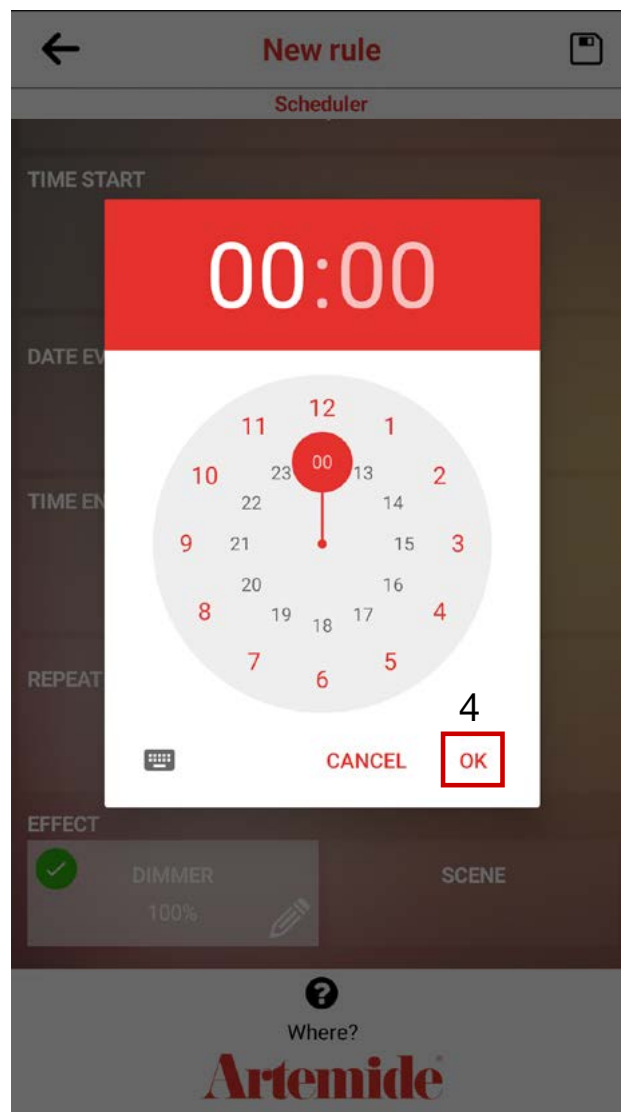 New rule
Scheduler
TIME START
00:00
DATE EV
12
11
1
00
23
13
10
2
22
14
TIME EN
9
21
15
3
20
16
8
19
17
4
18
7
5
6
REPEAT
4
CANCEL
OK
EFFECT
DIMMER
SCENE
100%
Where?
Artemide